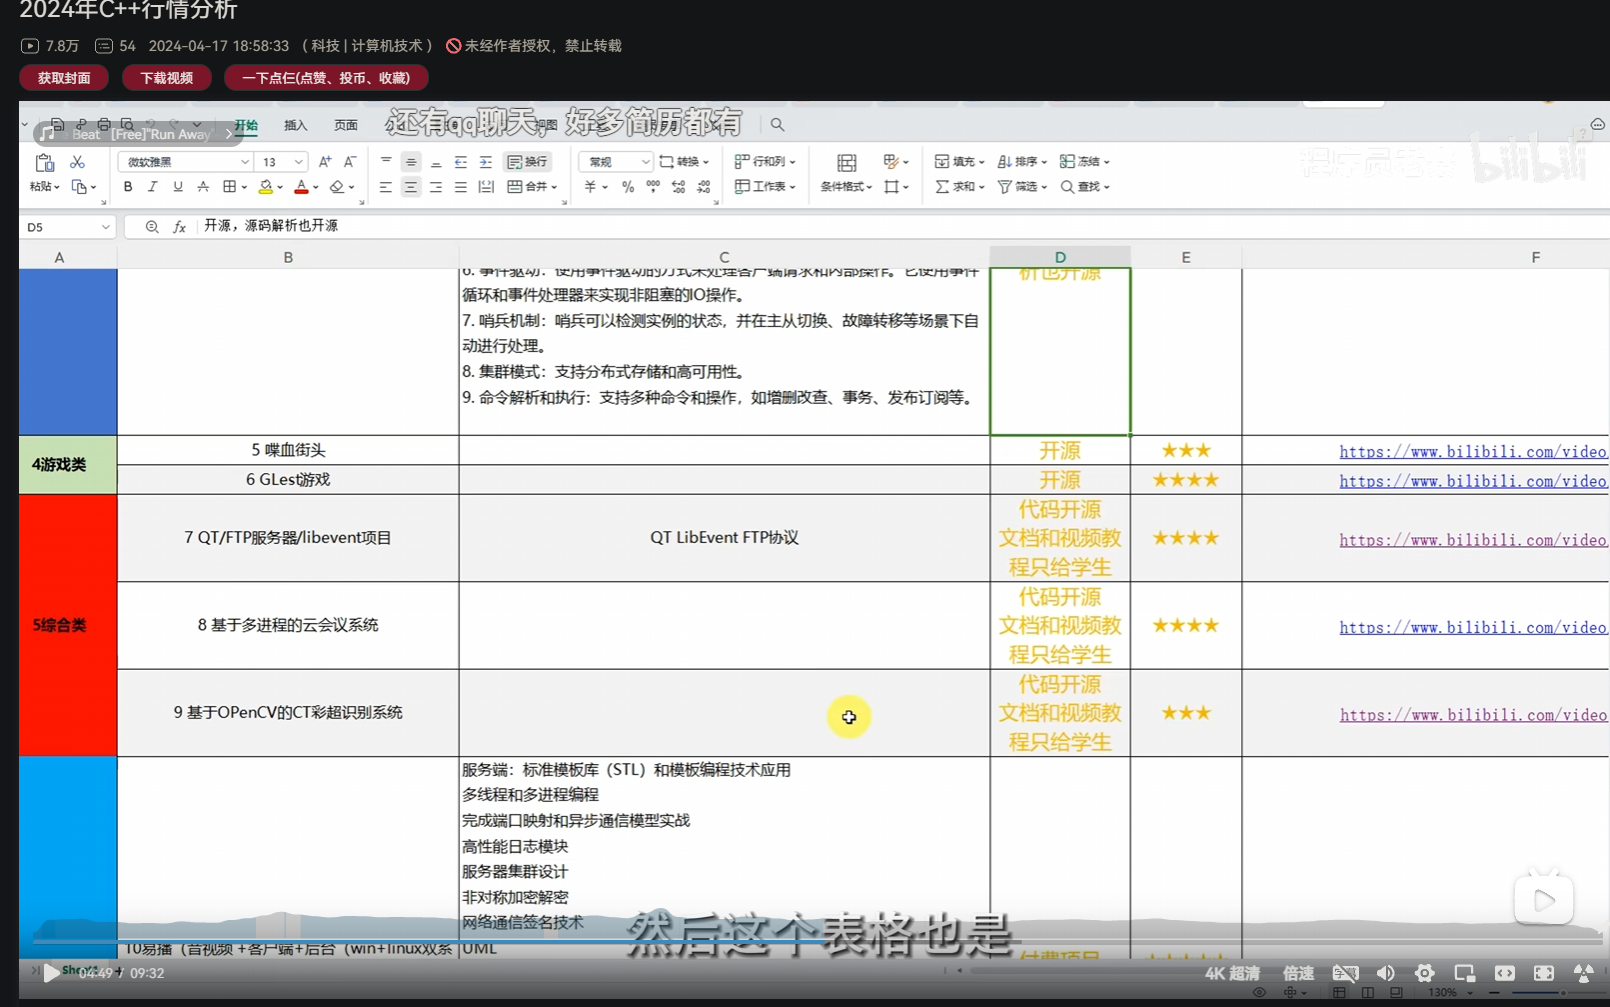 2024年C++行情分析
7.8万 54 2024-04-17 18:58:33 ( 科技 | 计算机技术 ) 未经作者授权，禁止转载
获取封面 下载视频 一下点仨(点赞、投币、收藏)
还有qq聊天，好多简历都有
Beat [Free]"Run Away" 开始 插入 页面
程序员老廖 bilibili
粘贴 微软雅黑 13 A+ A- 换行 常规 转换 行和列 填充 排序 冻结
B I U A 合并 ¥ % 工作表 条件格式 求和 筛选 查找
D5 fx 开源，源码解析也开源
A B C D E F
6. 事件驱动：使用事件驱动的方式来处理客户端请求和内部操作。它使用事件 析也开源
循环和事件处理器来实现非阻塞的IO操作。
7. 哨兵机制：哨兵可以检测实例的状态，并在主从切换、故障转移等场景下自
动进行处理。
8. 集群模式：支持分布式存储和高可用性。
9. 命令解析和执行：支持多种命令和操作，如增删改查、事务、发布订阅等。
4游戏类
5 喋血街头 开源 ★★★ https://www.bilibili.com/video
6 GLest游戏 开源 ★★★★ https://www.bilibili.com/video
5综合类
7 QT/FTP服务器/libevent项目 QT LibEvent FTP协议 代码开源
文档和视频教 ★★★★ https://www.bilibili.com/video
程只给学生
8 基于多进程的云会议系统 代码开源
文档和视频教 ★★★★ https://www.bilibili.com/video
程只给学生
9 基于OPenCV的CT彩超识别系统 代码开源
文档和视频教 ★★★ https://www.bilibili.com/video
程只给学生
服务端：标准模板库（STL）和模板编程技术应用
多线程和多进程编程
完成端口映射和异步通信模型实战
高性能日志模块
服务器集群设计
非对称加密解密
网络通信签名技术
10易播（音视频 +客户端+后台（win+linux双系 UML 付费项目
然后这个表格也是
04:49 / 09:32 4K 超清 倍速
130%